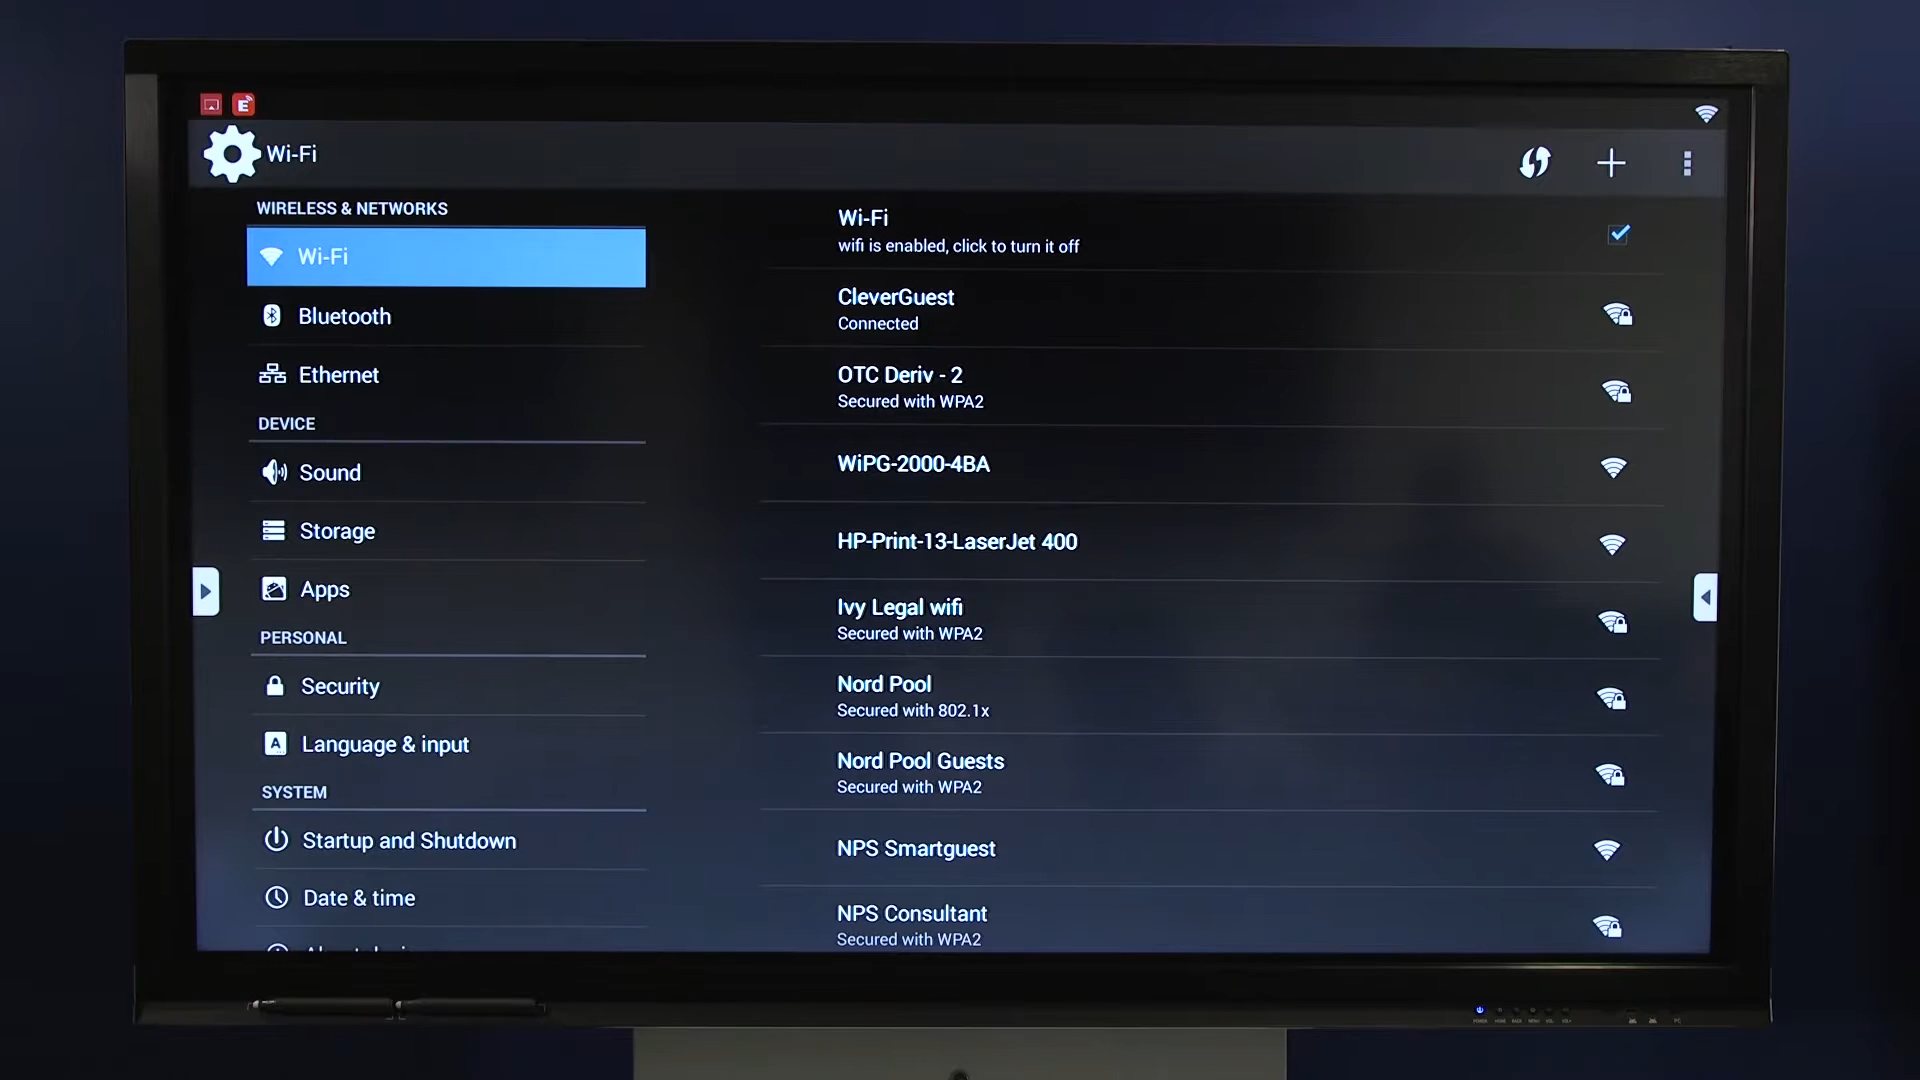 E
Wi-Fi
WIRELESS & NETWORKS
Wi-Fi
Bluetooth
Ethernet
DEVICE
Sound
Storage
Apps
PERSONAL
Security
A
Language & input
SYSTEM
Startup and Shutdown
Date & time
Wi-Fi
wifi is enabled, click to turn it off
CleverGuest
Connected
OTC Deriv - 2
Secured with WPA2
WiPG-2000-4BA
HP-Print-13-LaserJet 400
Ivy Legal wifi
Secured with WPA2
Nord Pool
Secured with 802.1x
Nord Pool Guests
Secured with WPA2
NPS Smartguest
NPS Consultant
Secured with WPA2